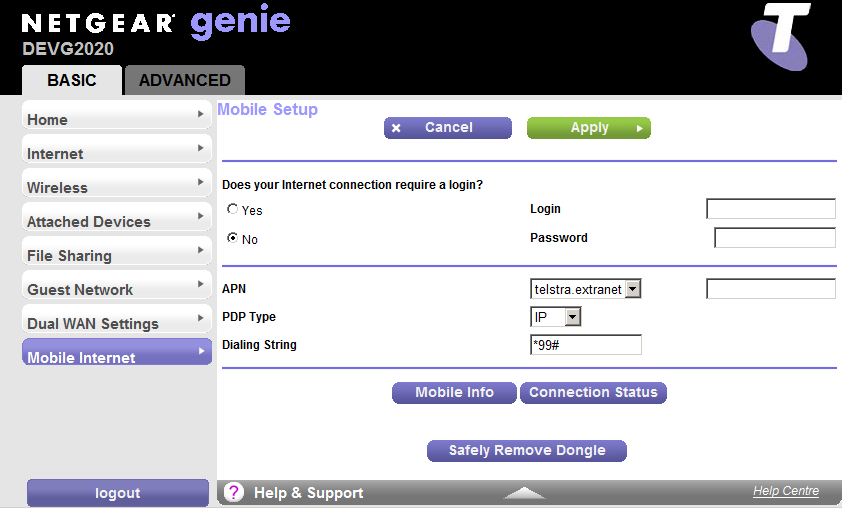 NETGEAR genie
DEVG2020
T
BASIC
ADVANCED
Home
Internet
Wireless
Attached Devices
File Sharing
Guest Network
Dual WAN Settings
Mobile Internet
logout
Mobile Setup
Cancel
Apply
Does your Internet connection require a login?
Yes
Login
No
Password
APN
telstra.extranet
PDP Type
IP
Dialing String
*99#
Mobile Info
Connection Status
Safely Remove Dongle
? Help & Support
Help Centre